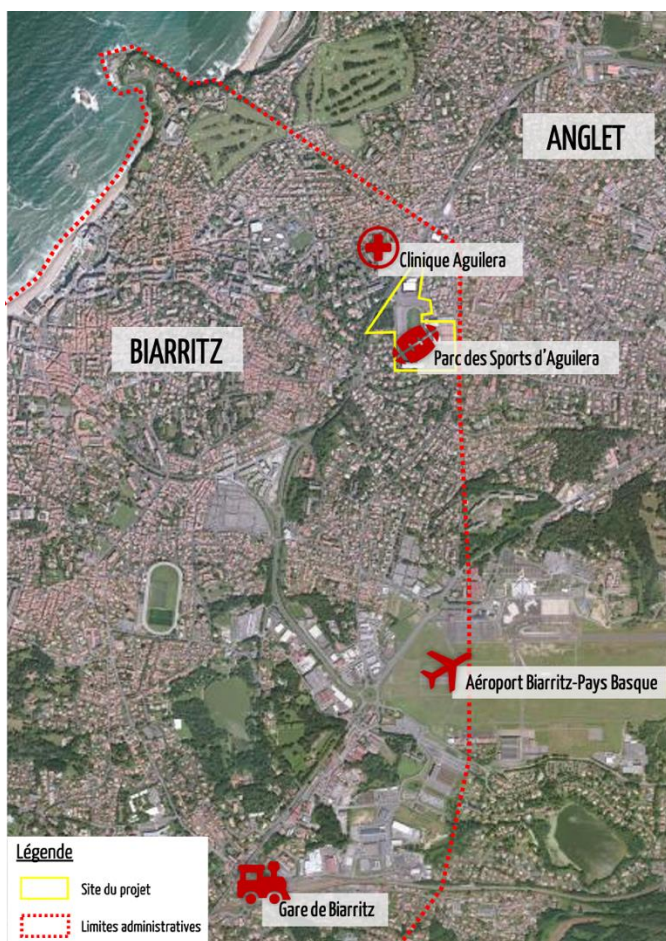 ANGLET
Clinique Aguilera
BIARRITZ
Parc des Sports d’Aguilera
Aéroport Biarritz-Pays Basque
Gare de Biarritz
Légende
Site du projet
Limites administratives